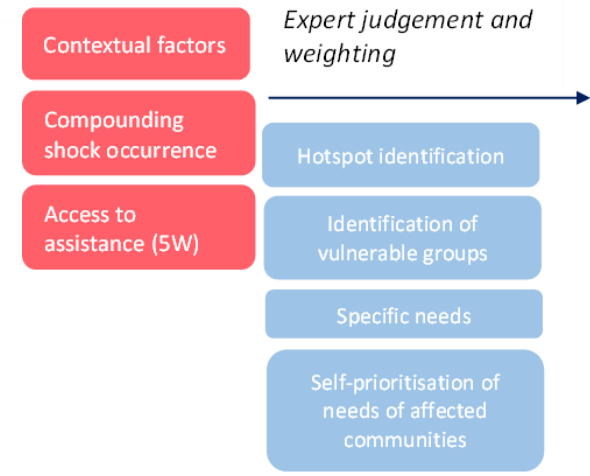 Contextual factors
Expert judgement and
weighting
Compounding
shock occurrence
Access to
assistance (5W)
Hotspot identification
Identification of
vulnerable groups
Specific needs
Self-prioritisation of
needs of affected
communities